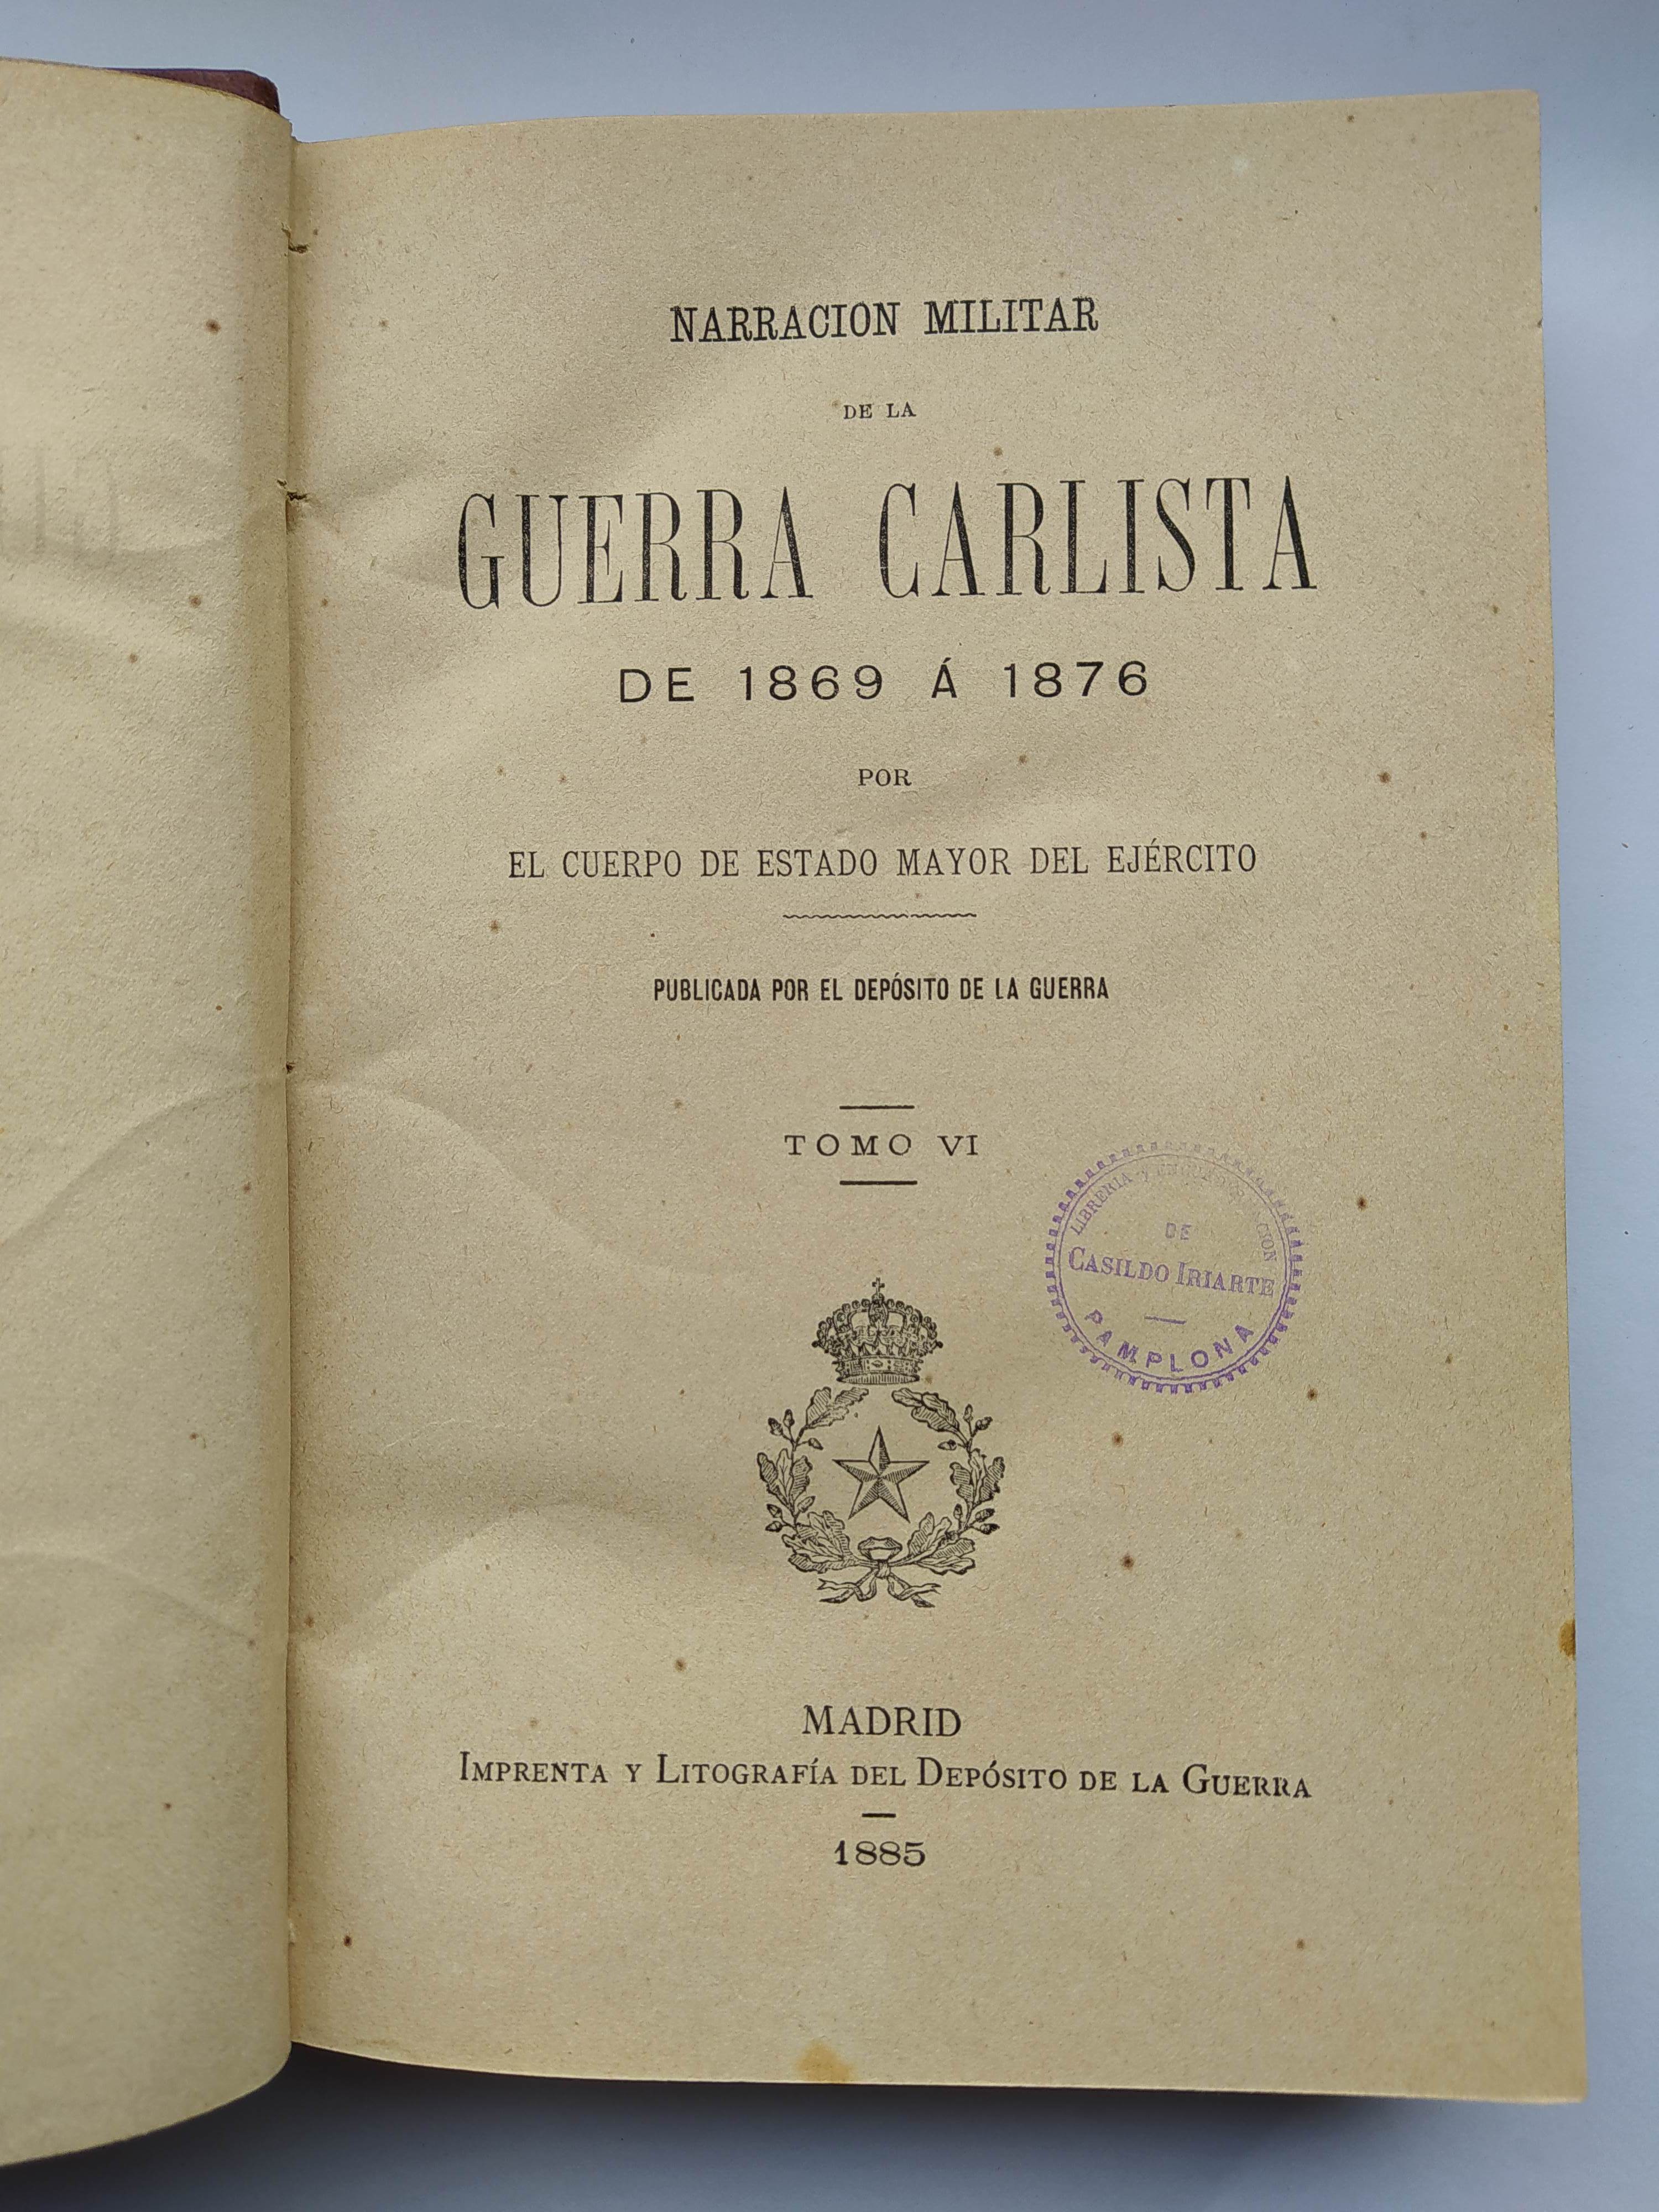 NARRACION MILITAR
DE LA
GUERRA CARLISTA
DE 1869 Á 1876
POR
EL CUERPO DE ESTADO MAYOR DEL EJÉRCITO
PUBLICADA POR EL DEPÓSITO DE LA GUERRA
TOMO VI
LIBRERIA Y
DE
CASILDO IRIARTE
PAMPLONA
MADRID
IMPRENTA Y LITOGRAFÍA DEL DEPÓSITO DE LA GUERRA
1885